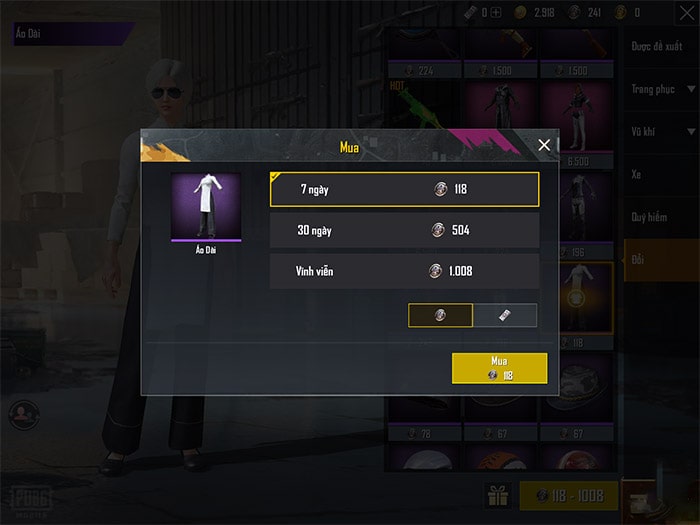 Áo Dài
0
2.918
241
0
224
1.500
1.500
Được đề xuất
HOT
Trang phục
Mua
Vũ khí
6.500
7 ngày
118
Xe
30 ngày
504
Quý hiếm
Áo Dài
196
Đổi
Vĩnh viễn
1.008
118
Mua
118
78
67
67
118 - 1008
PUBG
MOBILE